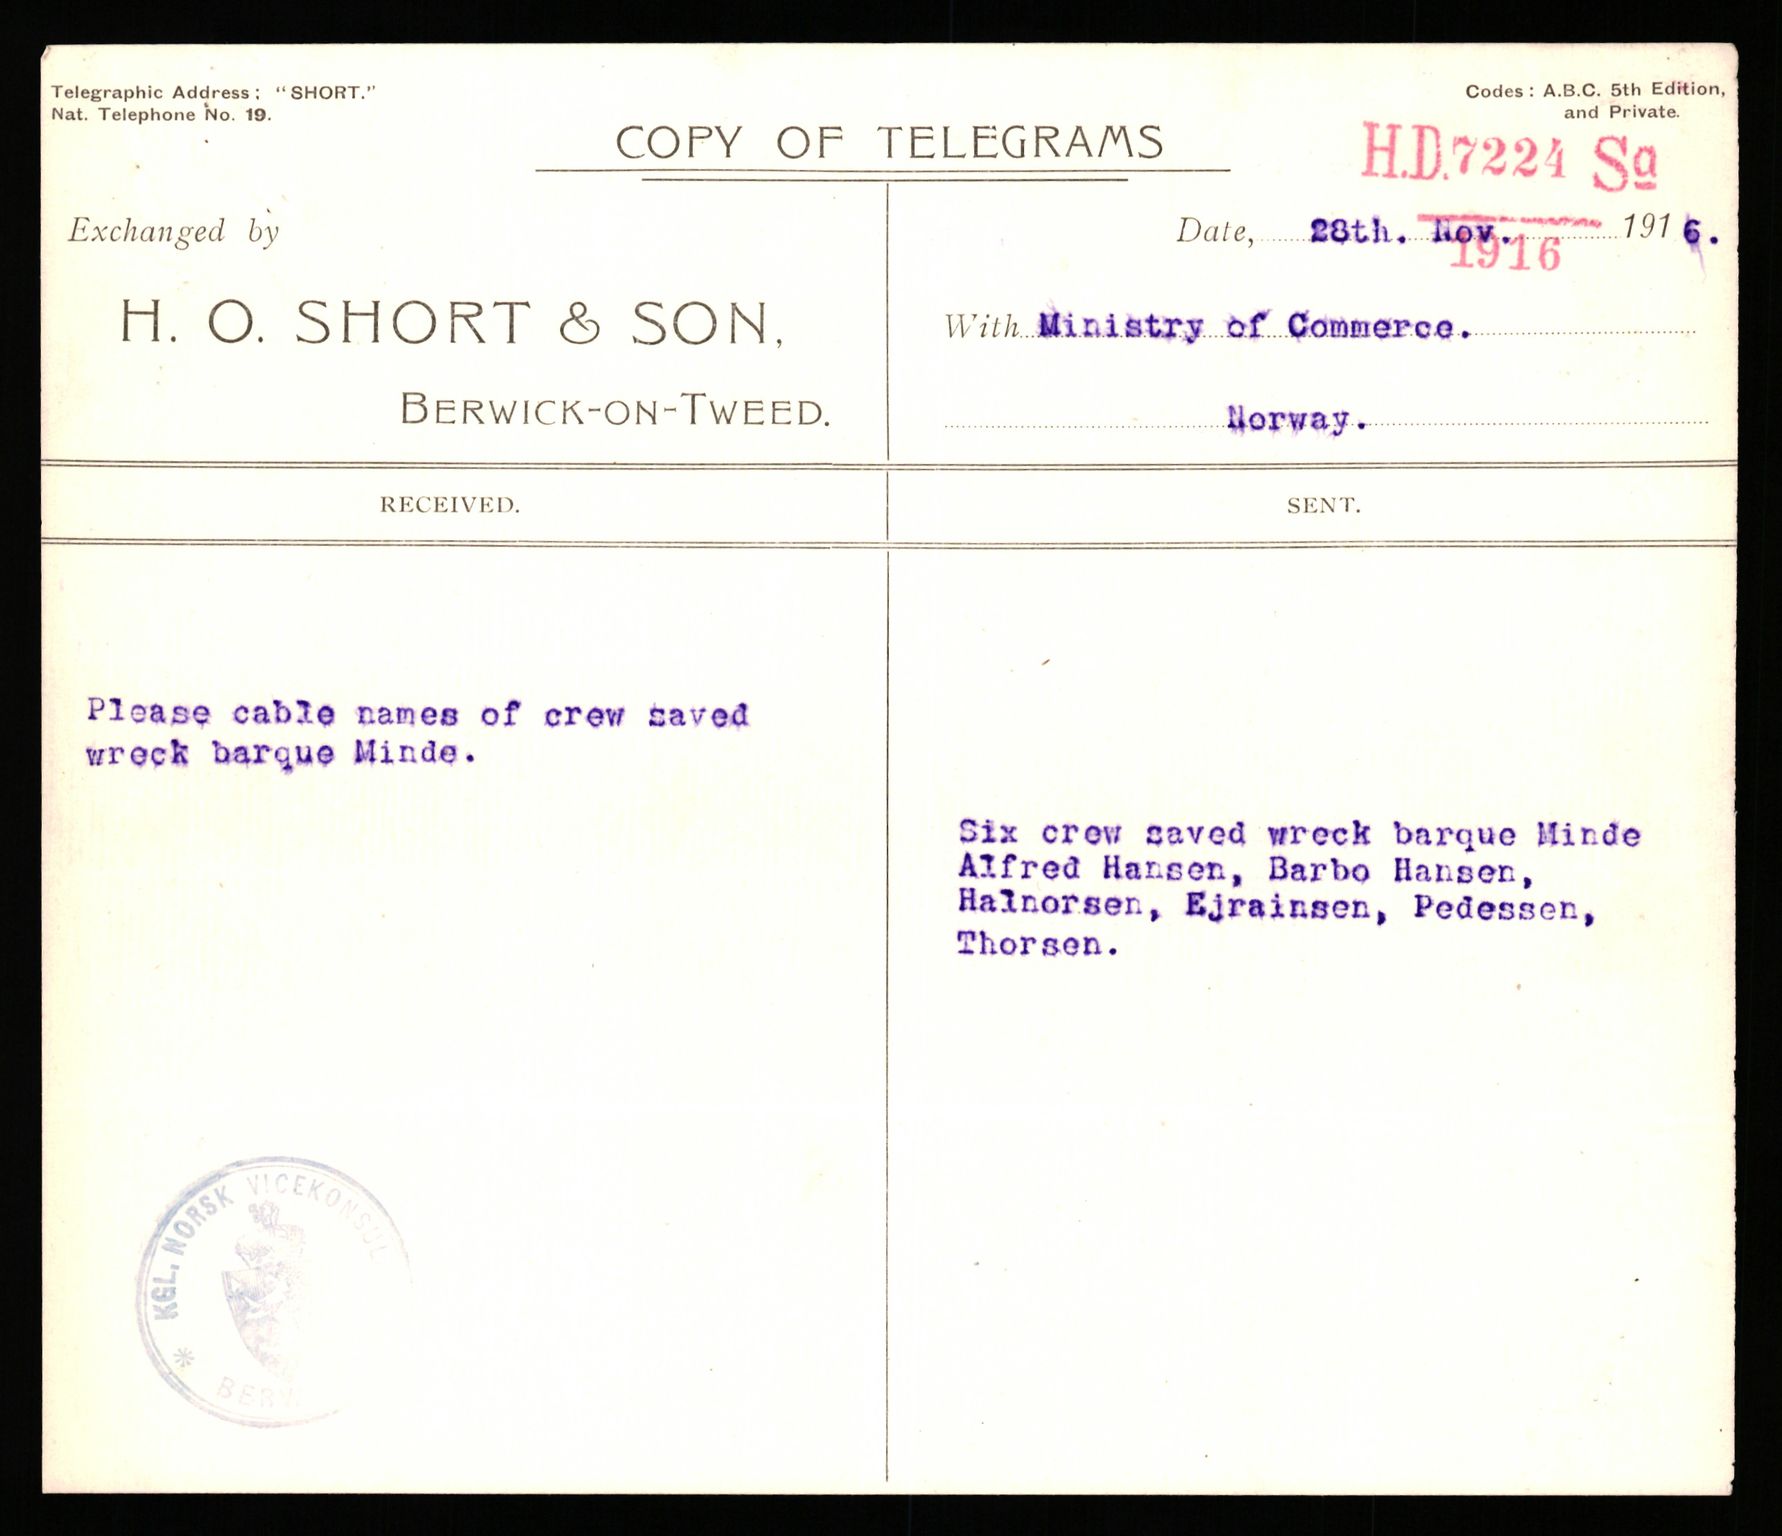 Telegraphic Address: "SHORT."
Nat. Telephone No. 19.
Codes: A.B.C. 5th Edition,
and Private.
COPY OF TELEGRAMS
H.D.7224 Sa
1916
Exchanged by
H. O. SHORT & SON,
BERWICK-ON-TWEED.
Date, 28th. Nov. 1916.
With Ministry of Commerce.
Norway.
RECEIVED.
SENT.
Please cable names of crew saved
wreck barque Minde.
Six crew saved wreck barque Minde
Alfred Hansen, Barbo Hansen,
Halnorsen, Ejrainsen, Pedessen,
Thorsen.
KGL. NORSK VICEKONSUL
* BERW